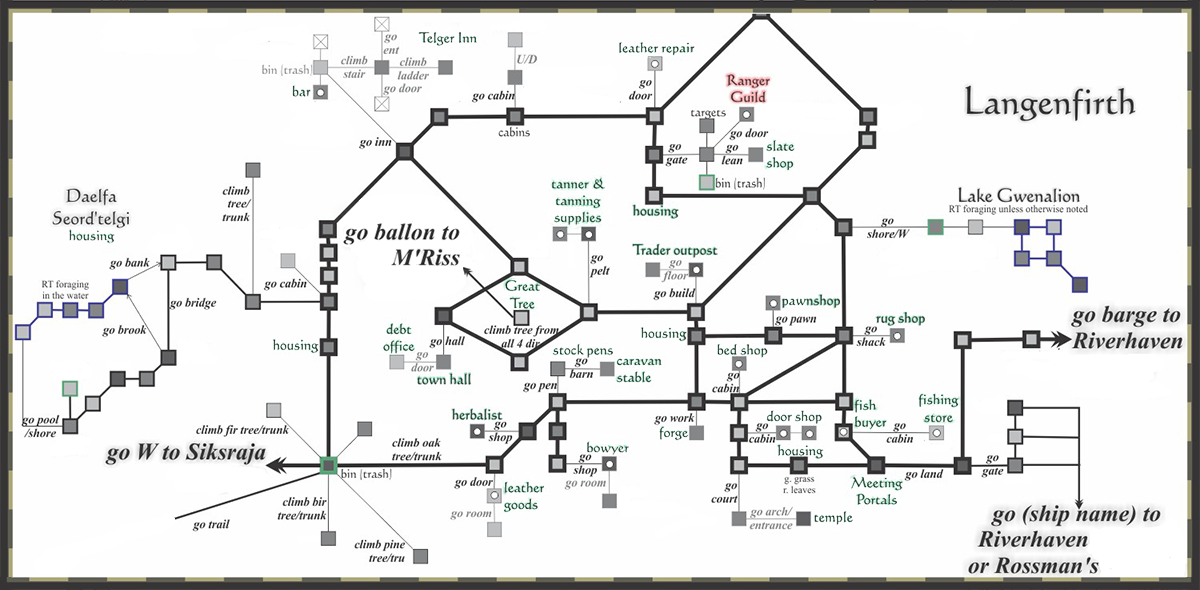 Langenfirth
Telger Inn
go
ent
climb
stair
climb
ladder
go door
bin (trash)
bar
go inn
U/D
go cabin
cabins
leather repair
go
door
Ranger
Guild
targets
go door
go
gate
go
lean
slate
shop
bin (trash)
housing
Daelfa
Seord'telgi
housing
climb
tree/
trunk
go bank
RT foraging
in the water
go bridge
go brook
go cabin
go pool
/shore
housing
go ballon to
M'Riss
Great
Tree
climb tree from
all 4 dir
tanner &
tanning
supplies
go
pelt
Trader outpost
go
floor
go build
housing
Lake Gwenalion
RT foraging unless otherwise noted
go
shore/W
pawnshop
go pawn
rug shop
go
shack
go barge to
Riverhaven
debt
office
go hall
go
door
town hall
stock pens
go
barn
caravan
stable
go pen
bed shop
go
cabin
herbalist
go
shop
go work
forge
door shop
go
cabin
housing
fish
buyer
fishing
store
go
cabin
climb fir tree/trunk
climb oak
tree/trunk
go W to Siksraja
bin (trash)
go trail
climb bir
tree/trunk
climb pine
tree/tru
go door
leather
goods
go room
bowyer
go
shop
go room
go
court
g. grass
r. leaves
Meeting
Portals
go land
go
gate
go arch/
entrance
temple
go (ship name) to
Riverhaven
or Rossman's